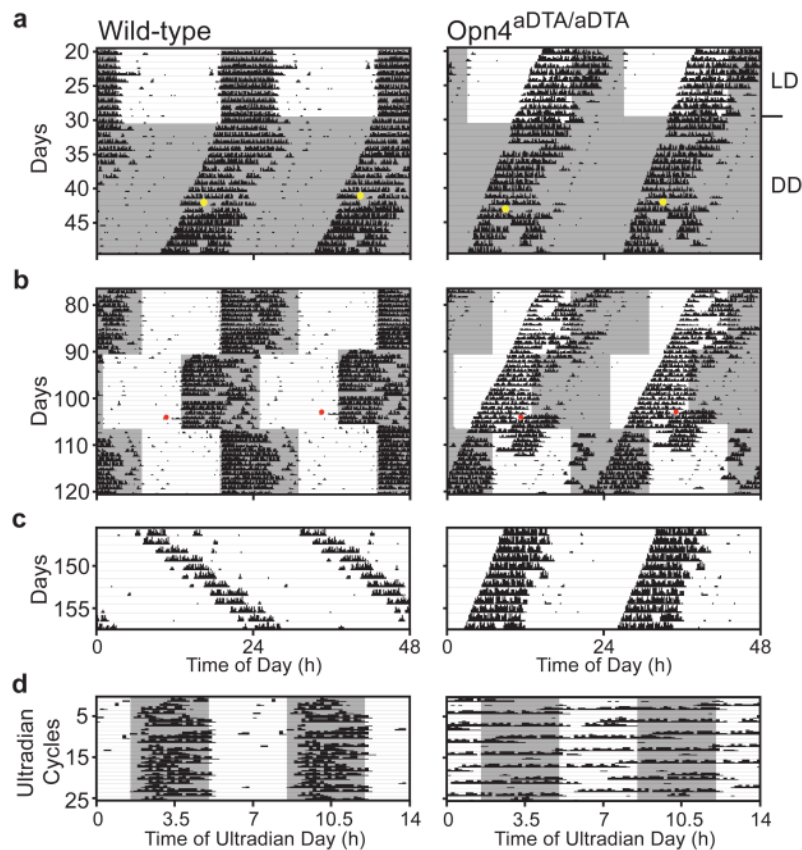 a Wild-type Opn4aDTA/aDTA
20
25
30
35
40
45
Days
LD
DD
b
80
90
100
110
120
Days
c
150
155
Days
0 24 48 0 24 48
Time of Day (h) Time of Day (h)
d
5
15
25
Ultradian
Cycles
0 3.5 7 10.5 14 0 3.5 7 10.5 14
Time of Ultradian Day (h) Time of Ultradian Day (h)